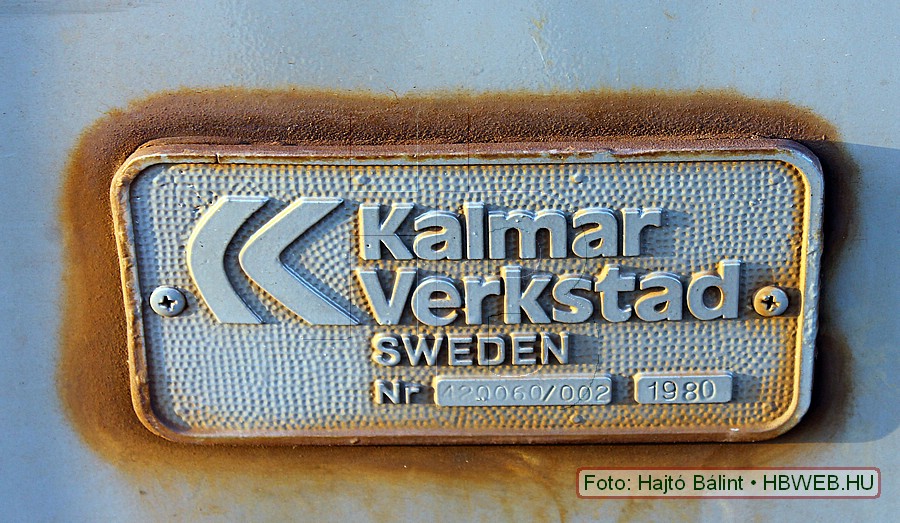 Kalmar
Verkstad
SWEDEN
Nr 420060/002 1980
Foto: Hajtó Bálint • HBWEB.HU